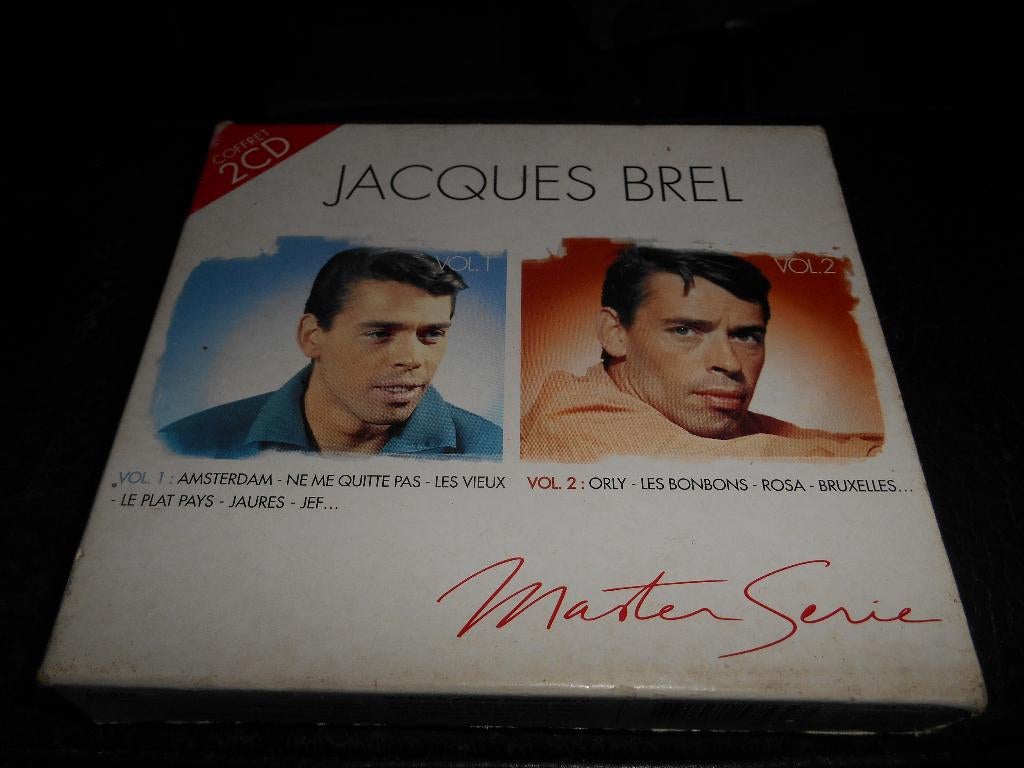 COFFRET
2CD
JACQUES BREL
VOL. 1
VOL.2
VOL. 1 : AMSTERDAM - NE ME QUITTE PAS - LES VIEUX
- LE PLAT PAYS - JAURES - JEF...
VOL. 2 : ORLY - LES BONBONS - ROSA - BRUXELLES...
Master Serie